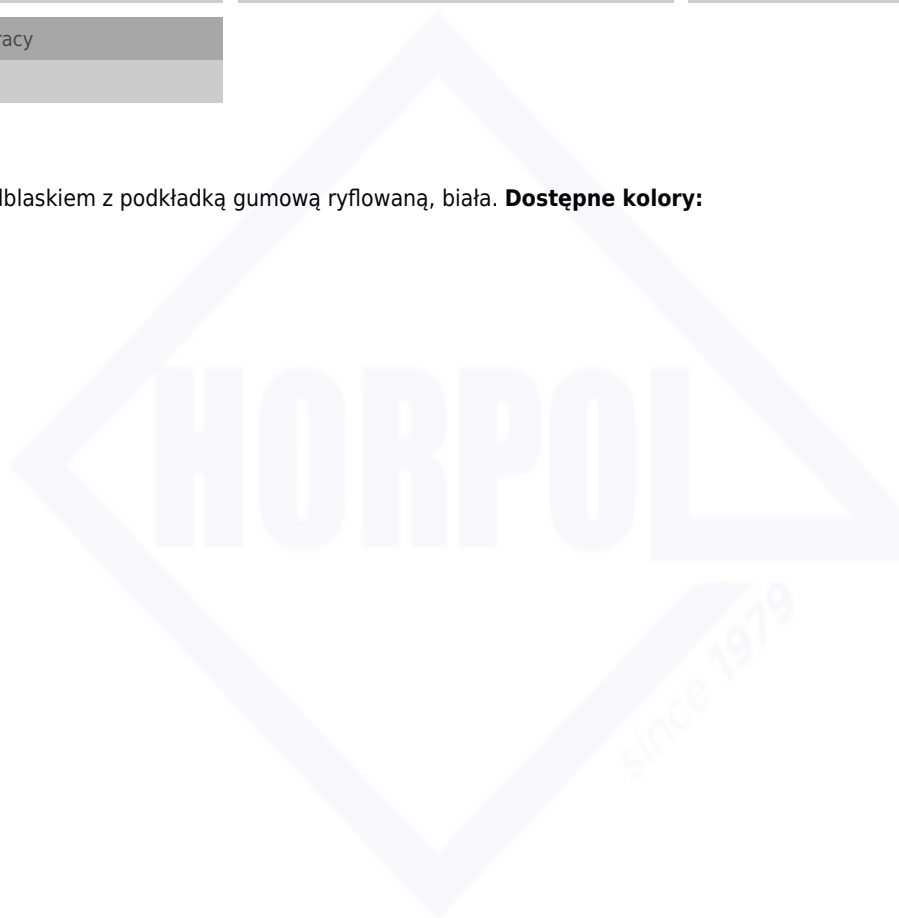 racy
dblaskiem z podkładką gumową ryflowaną, biała. Dostępne kolory:
HORPOL
since 1979